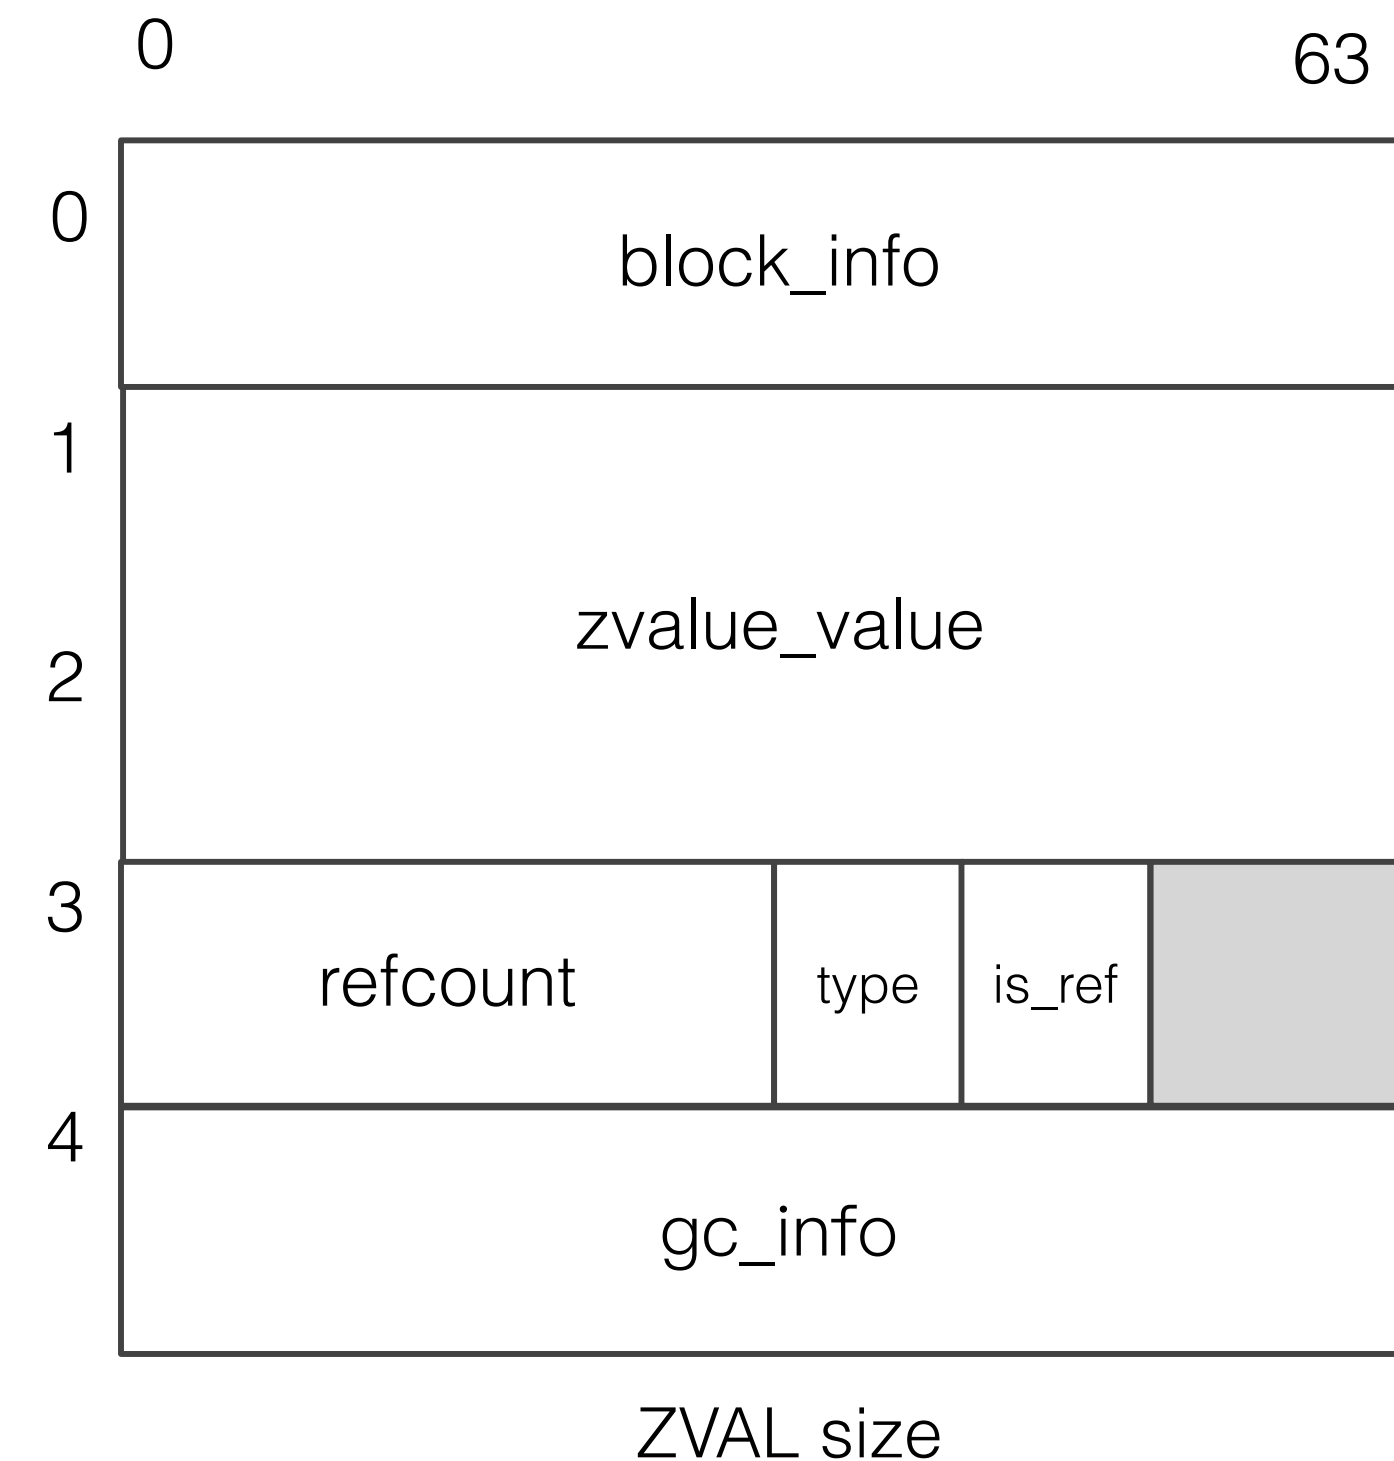 0 63
0
block_info
1
zvalue_value
2
3
refcount type is_ref
4
gc_info
ZVAL size